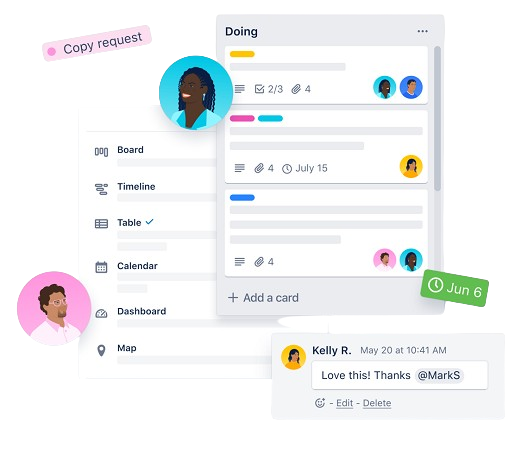 Copy request
Doing
2/3 4
4 July 15
4
+ Add a card
Board
Timeline
Table
Calendar
Dashboard
Map
Jun 6
Kelly R. May 20 at 10:41 AM
Love this! Thanks @MarkS
- Edit - Delete